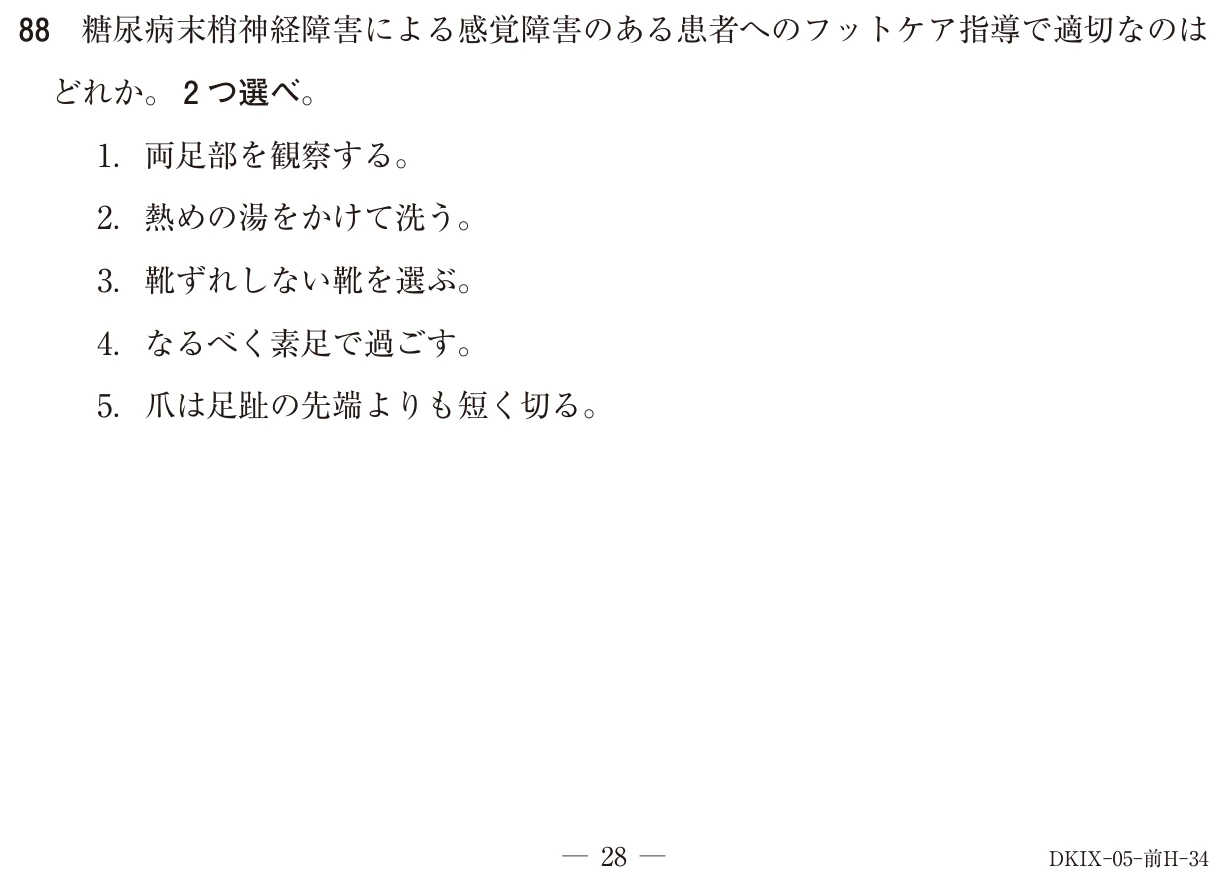 88 糖尿病末梢神経障害による感覚障害のある患者へのフットケア指導で適切なのは
どれか。2つ選べ。
1. 両足部を観察する。
2. 熱めの湯をかけて洗う。
3. 靴ずれしない靴を選ぶ。
4. なるべく素足で過ごす。
5. 爪は足趾の先端よりも短く切る。
— 28 —
DKIX-05-前H-34